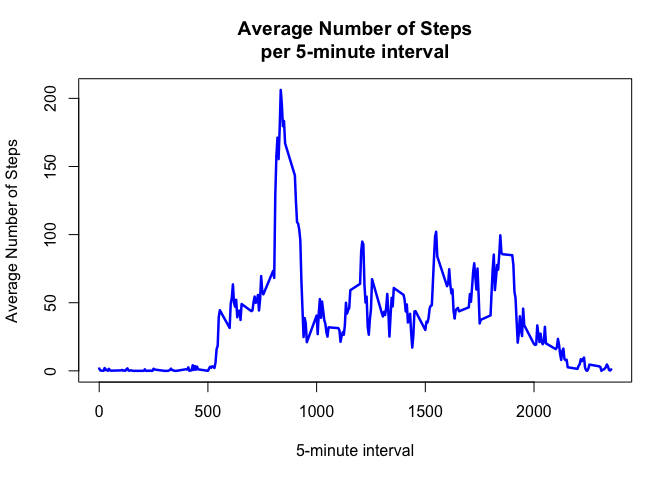 Average Number of Steps
per 5-minute interval
Average Number of Steps
200
150
100
50
0
0 500 1000 1500 2000
5-minute interval